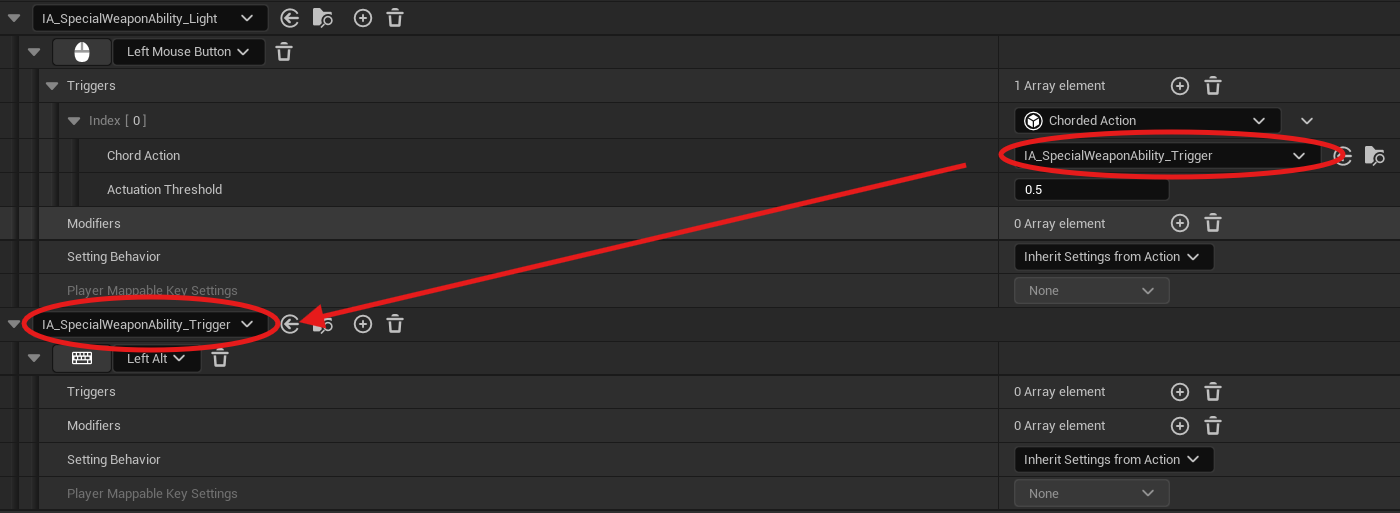 IA_SpecialWeaponAbility_Light
Left Mouse Button
Triggers 1 Array element
Index [ 0 ] Chorded Action
Chord Action IA_SpecialWeaponAbility_Trigger
Actuation Threshold 0.5
Modifiers 0 Array element
Setting Behavior Inherit Settings from Action
Player Mappable Key Settings None
IA_SpecialWeaponAbility_Trigger
Left Alt
Triggers 0 Array element
Modifiers 0 Array element
Setting Behavior Inherit Settings from Action
Player Mappable Key Settings None